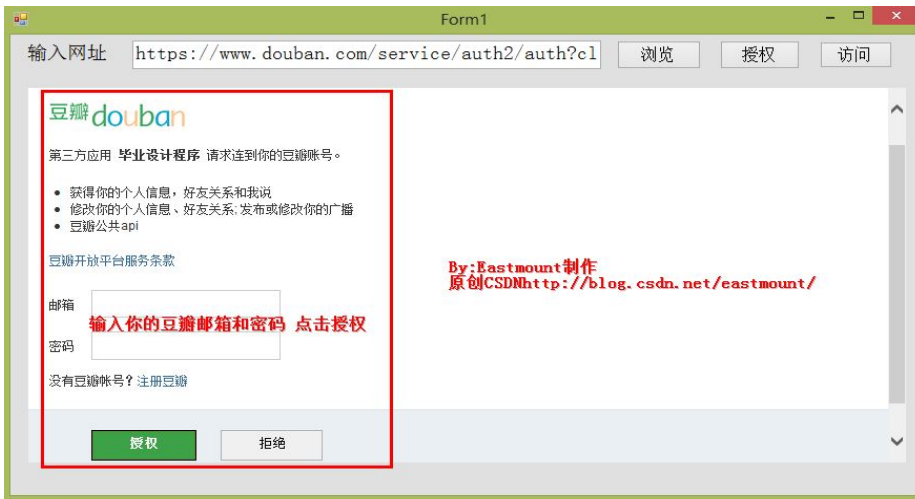 Form1
输入网址 https://www.douban.com/service/auth2/auth?cl 浏览 授权 访问
豆瓣douban
第三方应用 毕业设计程序 请求连到你的豆瓣账号。
获得你的个人信息，好友关系和我说
修改你的个人信息、好友关系;发布或修改你的广播
豆瓣公共api
豆瓣开放平台服务条款
By:Eastmount制作
原创CSDNhttp://blog.csdn.net/eastmount/
邮箱
输入你的豆瓣邮箱和密码 点击授权
密码
没有豆瓣帐号？注册豆瓣
授权 拒绝